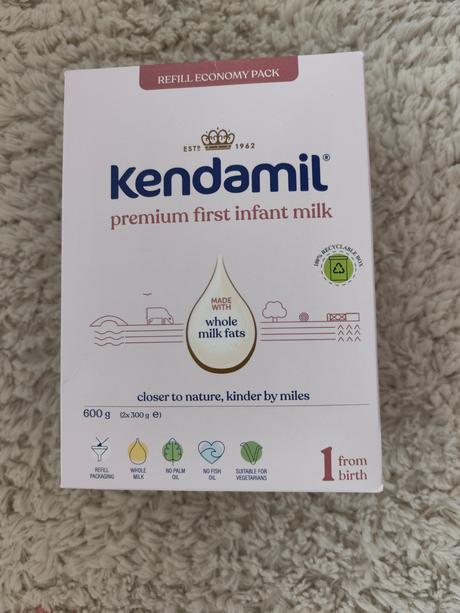 REFILL ECONOMY PACK
ESTD 1962
kendamil®
premium first infant milk
100% RECYCLABLE BOX
MADE
WITH
whole
milk fats
closer to nature, kinder by miles
600 g (2x 300 g ℮)
REFILL
PACKAGING
WHOLE
MILK
NO PALM
OIL
NO FISH
OIL
SUITABLE FOR
VEGETARIANS
1 from
birth